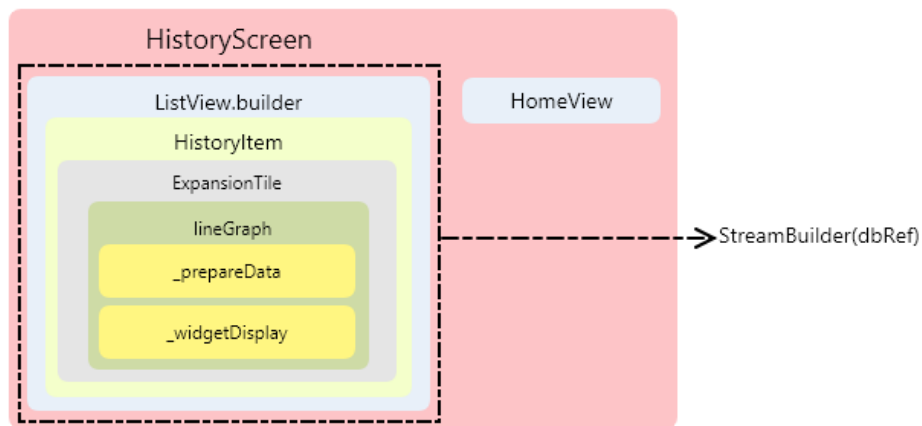 HistoryScreen
ListView.builder
HomeView
HistoryItem
ExpansionTile
lineGraph
StreamBuilder(dbRef)
_prepareData
_widgetDisplay